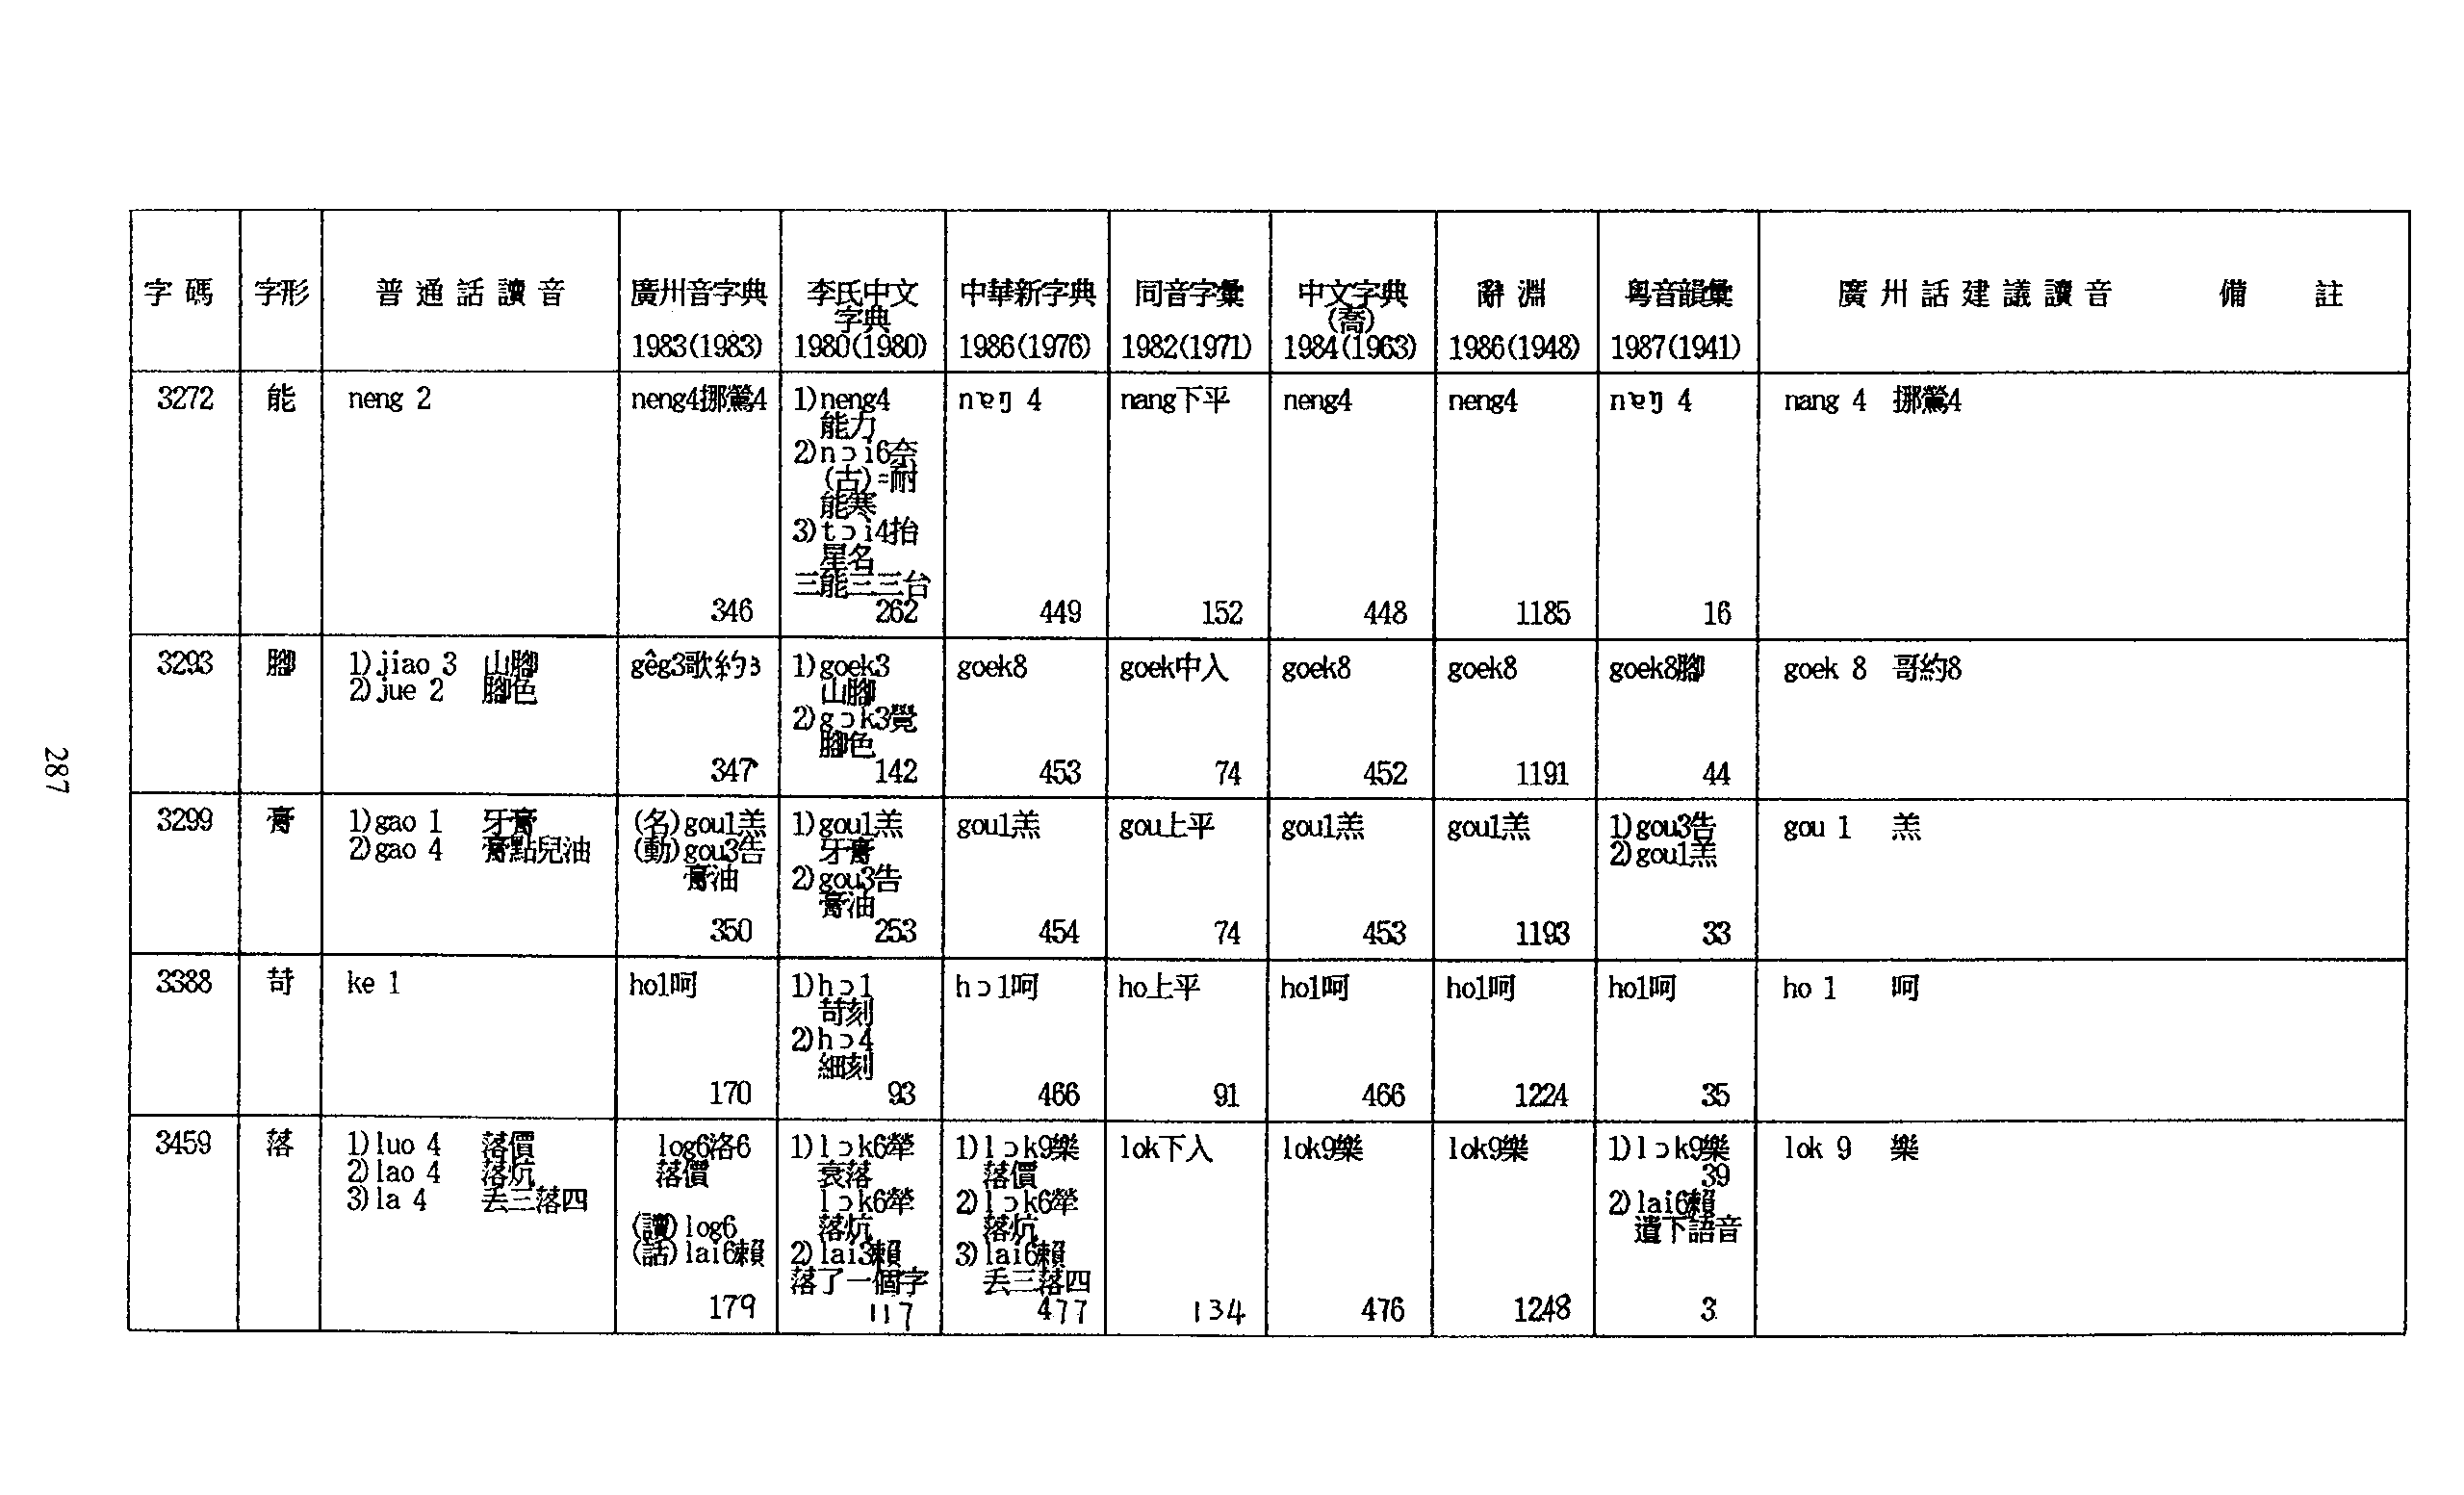 字碼 字形 普通話讀音 廣州音字典 李氏中文 中華新字典 同音字彙 中文字典 辭淵 粵音韻彙 廣州話建議讀音 備註
字典 (喬)
1983(1983) 1980(1980) 1986(1976) 1982(1971) 1984(1963) 1986(1948) 1987(1941)
3272 能 neng 2 neng4挪鶯4 1)neng4 nɐŋ 4 nang下平 neng4 neng4 nɐŋ 4 nang 4 挪鶯4
能力
2)nɔi6奈
(古)=耐
能寒
3)tɔi4抬
星名
三能三三台
346 262 449 152 448 1185 16
3293 腳 1)jiao 3 山腳 gêg3歌約3 1)goek3 goek8 goek中入 goek8 goek8 goek8腳 goek 8 哥約8
2)jue 2 腳色 山腳
2)gɔk3覺
腳色
347 142 453 74 452 1191 44
3299 膏 1)gao 1 牙膏 (名)gou1羔 1)gou1羔 gou1羔 gou上平 gou1羔 gou1羔 1)gou3告 gou 1 羔
2)gao 4 膏點兒油 (動)gou3告 牙膏 2)gou1羔
膏油 2)gou3告
膏油
350 253 454 74 453 1193 33
3388 苛 ke 1 ho1呵 1)hɔ1 hɔ1呵 ho上平 ho1呵 ho1呵 ho1呵 ho 1 呵
苛刻
2)hɔ4
細刻
170 93 466 91 466 1224 35
3459 落 1)luo 4 落價 log6洛6 1)lɔk6犖 1)lɔk9樂 lok下入 lok9樂 lok9樂 1)lɔk9樂 lok 9 樂
2)lao 4 落炕 落價 衰落 落價 39
3)la 4 丟三落四 lɔk6犖 2)lɔk6犖 2)lai6賴
(讀)log6 落炕 落炕 遺下語音
(話)lai6賴 2)lai3賴 3)lai6賴
落了一個字 丟三落四
179 117 477 134 476 1248 3
287